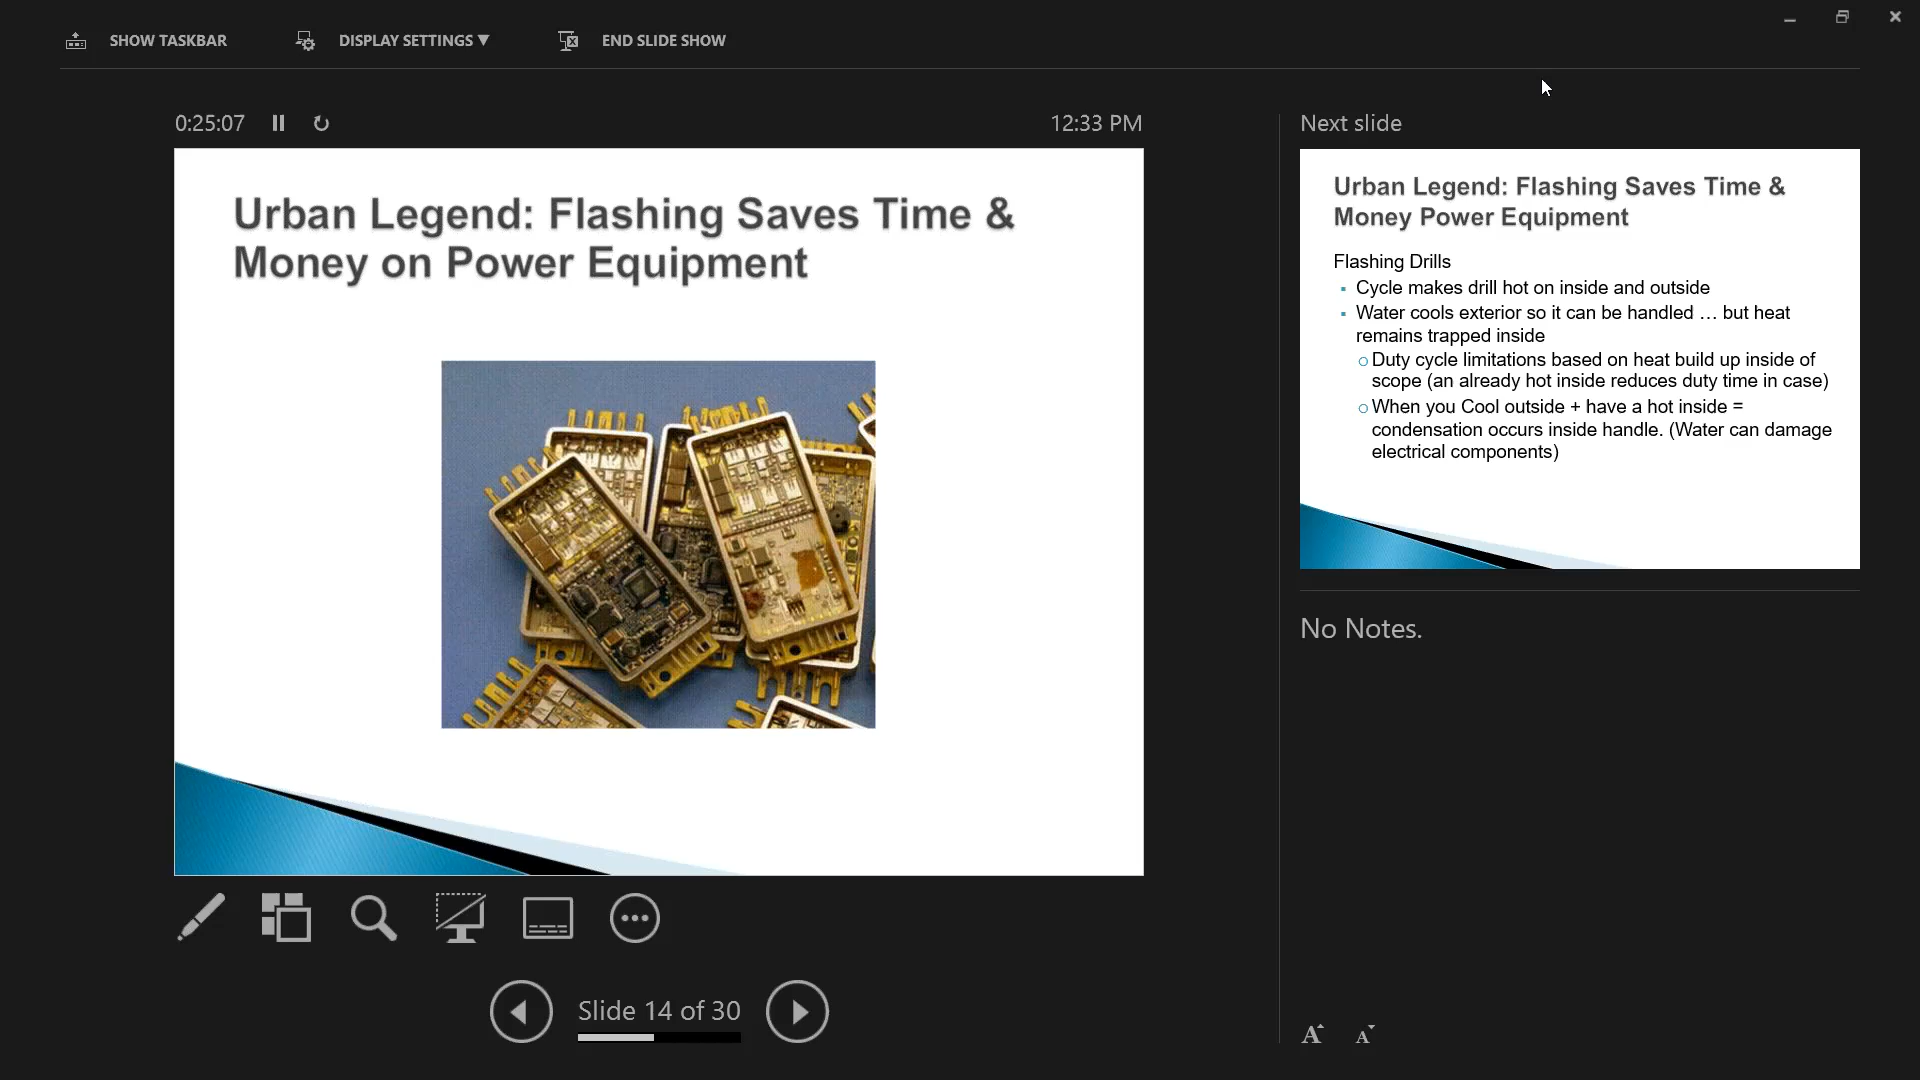 SHOW TASKBAR
DISPLAY SETTINGS ▼
END SLIDE SHOW
0:25:07
12:33 PM
Urban Legend: Flashing Saves Time &
Money on Power Equipment
Slide 14 of 30
Next slide
Urban Legend: Flashing Saves Time &
Money Power Equipment
Flashing Drills
▪ Cycle makes drill hot on inside and outside
▪ Water cools exterior so it can be handled … but heat
remains trapped inside
o Duty cycle limitations based on heat build up inside of
scope (an already hot inside reduces duty time in case)
o When you Cool outside + have a hot inside =
condensation occurs inside handle. (Water can damage
electrical components)
No Notes.
A A